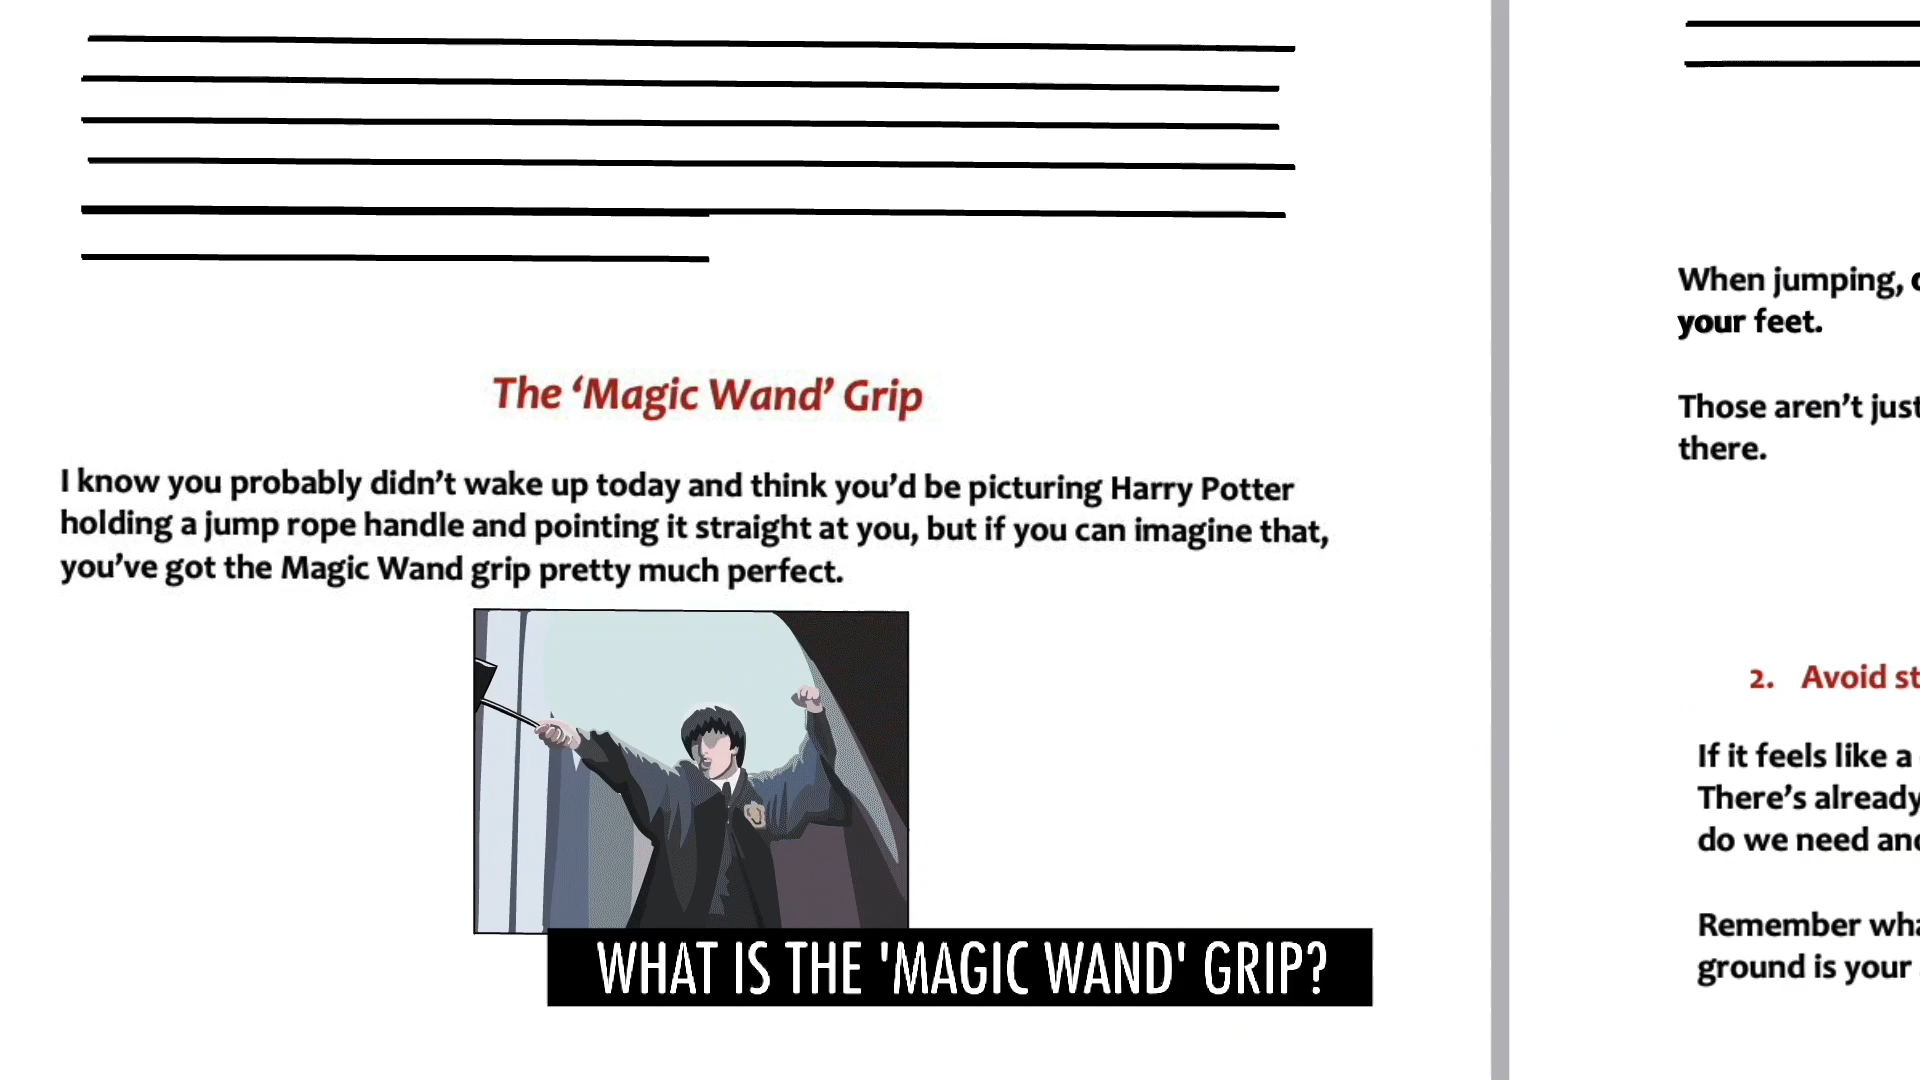 The ‘Magic Wand’ Grip
I know you probably didn’t wake up today and think you’d be picturing Harry Potter
holding a jump rope handle and pointing it straight at you, but if you can imagine that,
you’ve got the Magic Wand grip pretty much perfect.
WHAT IS THE 'MAGIC WAND' GRIP?
When jumping,
your feet.
Those aren’t just
there.
2. Avoid
If it feels like a
There’s already
do we need
Remember
ground is your